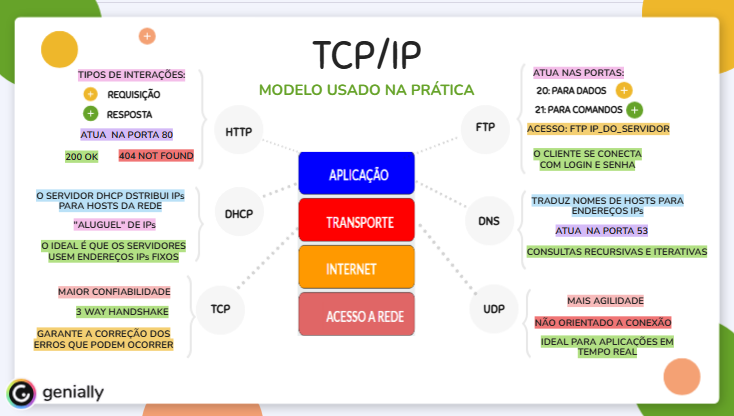 TCP/IP
MODELO USADO NA PRÁTICA
TIPOS DE INTERAÇÕES:
REQUISIÇÃO
RESPOSTA
ATUA NA PORTA 80
200 OK
404 NOT FOUND
HTTP
O SERVIDOR DHCP DSTRIBUI IPs
PARA HOSTS DA REDE
"ALUGUEL" DE IPs
O IDEAL É QUE OS SERVIDORES
USEM ENDEREÇOS IPs FIXOS
DHCP
MAIOR CONFIABILIDADE
3 WAY HANDSHAKE
GARANTE A CORREÇÃO DOS
ERROS QUE PODEM OCORRER
TCP
APLICAÇÃO
TRANSPORTE
INTERNET
ACESSO A REDE
FTP
ATUA NAS PORTAS:
20: PARA DADOS
21: PARA COMANDOS
ACESSO: FTP IP_DO_SERVIDOR
O CLIENTE SE CONECTA
COM LOGIN E SENHA
DNS
TRADUZ NOMES DE HOSTS PARA
ENDEREÇOS IPs
ATUA NA PORTA 53
CONSULTAS RECURSIVAS E ITERATIVAS
UDP
MAIS AGILIDADE
NÃO ORIENTADO A CONEXÃO
IDEAL PARA APLICAÇÕES EM
TEMPO REAL
genially